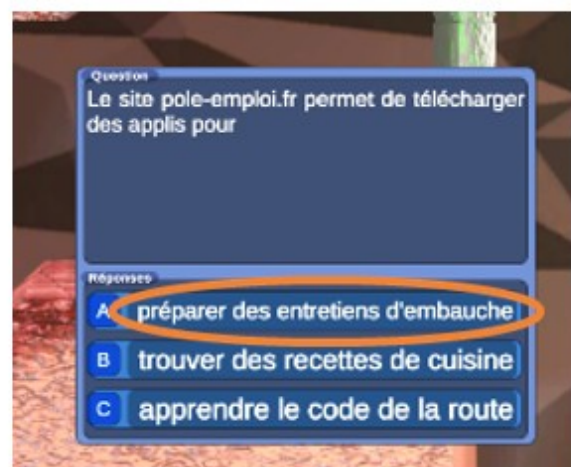 Question
Le site pole-emploi.fr permet de télécharger
des applis pour
Réponses
A préparer des entretiens d'embauche
B trouver des recettes de cuisine
C apprendre le code de la route